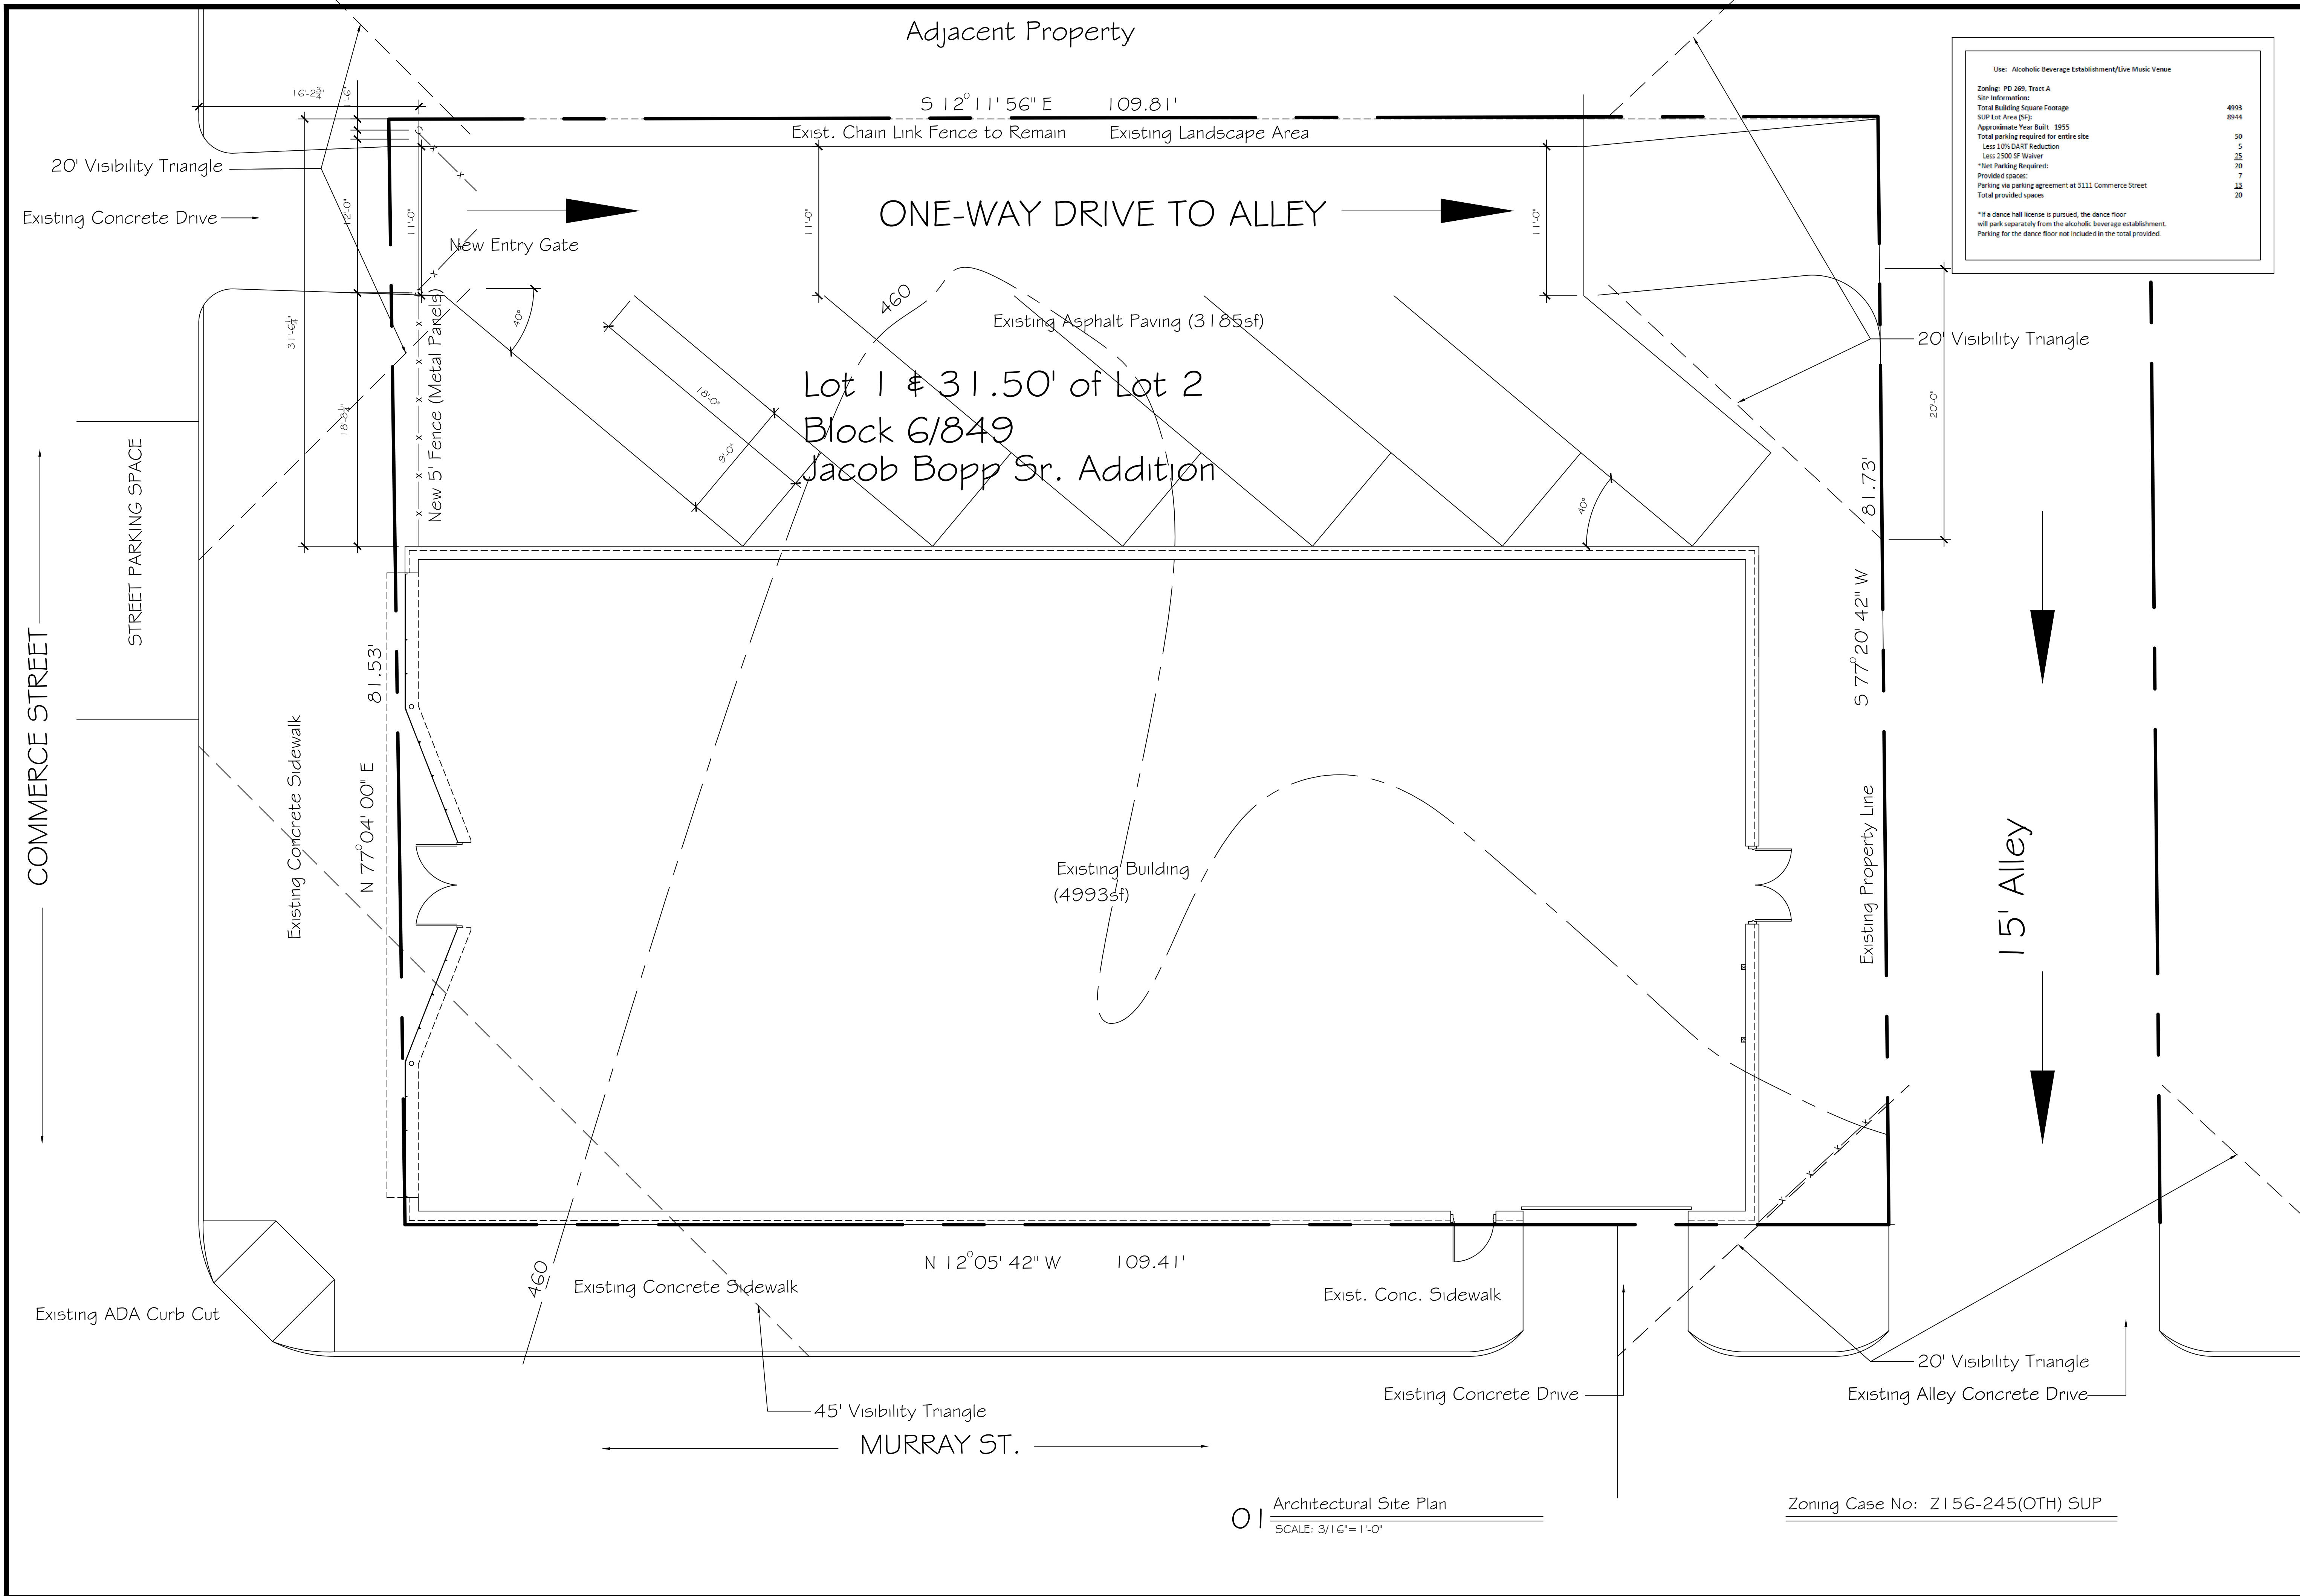 Adjacent Property
Use: Alcoholic Beverage Establishment/Live Music Venue
Zoning: PD 269, Tract A
Site Information:
Total Building Square Footage 4993
SUP Lot Area (SF): 8944
Approximate Year Built - 1955
Total parking required for entire site 50
Less 10% DART Reduction 5
Less 2500 SF Waiver 25
*Net Parking Required: 20
Provided spaces: 7
Parking via parking agreement at 3111 Commerce Street 13
Total provided spaces 20
*If a dance hall license is pursued, the dance floor
will park separately from the alcoholic beverage establishment.
Parking for the dance floor not included in the total provided.
16'-2¾"
1'-6"
S 12° 11' 56" E 109.81'
Exist. Chain Link Fence to Remain Existing Landscape Area
20' Visibility Triangle
Existing Concrete Drive
12'-0"
11'-0"
11'-0"
11'-0"
ONE-WAY DRIVE TO ALLEY
New Entry Gate
460
40°
Existing Asphalt Paving (3185sf)
31'-6¼"
18'-8¼"
New 5' Fence (Metal Panels)
20' Visibility Triangle
20'-0"
18'-0"
9'-0"
Lot 1 & 31.50' of Lot 2
Block 6/849
Jacob Bopp Sr. Addition
40°
81.73'
S 77° 20' 42" W
STREET PARKING SPACE
COMMERCE STREET
81.53'
N 77° 04' 00" E
Existing Concrete Sidewalk
Existing Building
(4993sf)
Existing Property Line
15' Alley
N 12° 05' 42" W 109.41'
460
Existing Concrete Sidewalk
Exist. Conc. Sidewalk
Existing ADA Curb Cut
20' Visibility Triangle
Existing Concrete Drive
Existing Alley Concrete Drive
45' Visibility Triangle
MURRAY ST.
01
Architectural Site Plan
SCALE: 3/16"=1'-0"
Zoning Case No: Z156-245(OTH) SUP